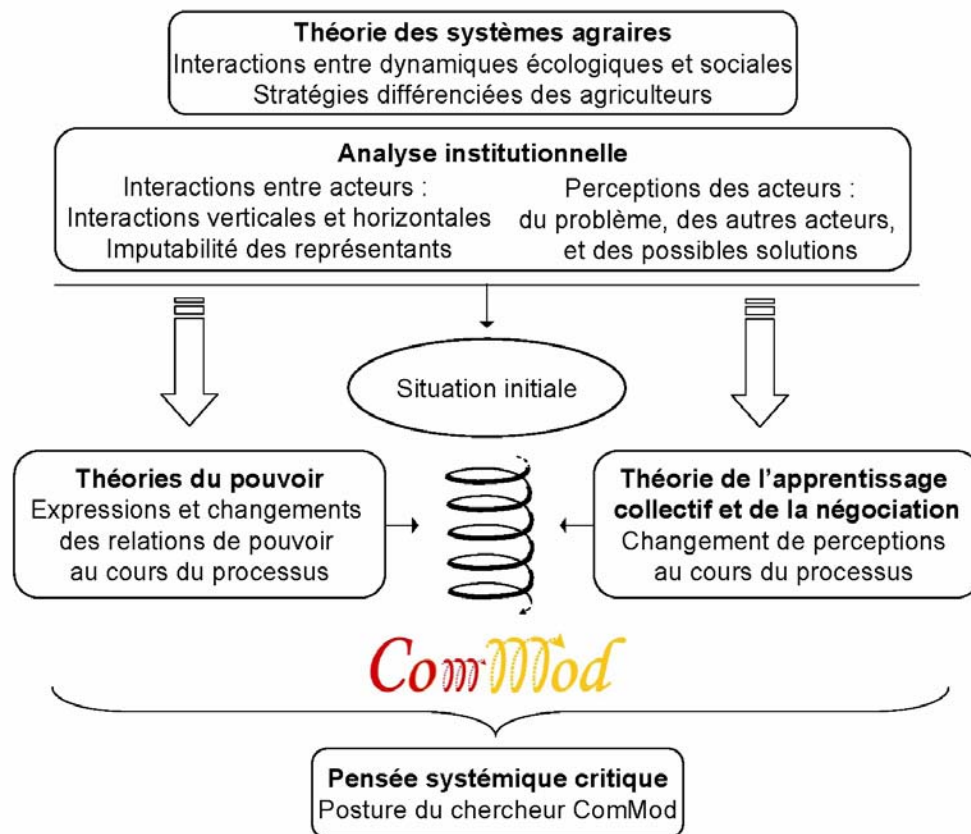 Théorie des systèmes agraires
Interactions entre dynamiques écologiques et sociales
Stratégies différenciées des agriculteurs
Analyse institutionnelle
Interactions entre acteurs :
Interactions verticales et horizontales
Imputabilité des représentants
Perceptions des acteurs :
du problème, des autres acteurs,
et des possibles solutions
Situation initiale
Théories du pouvoir
Expressions et changements
des relations de pouvoir
au cours du processus
Théorie de l’apprentissage
collectif et de la négociation
Changement de perceptions
au cours du processus
ComMod
Pensée systémique critique
Posture du chercheur ComMod